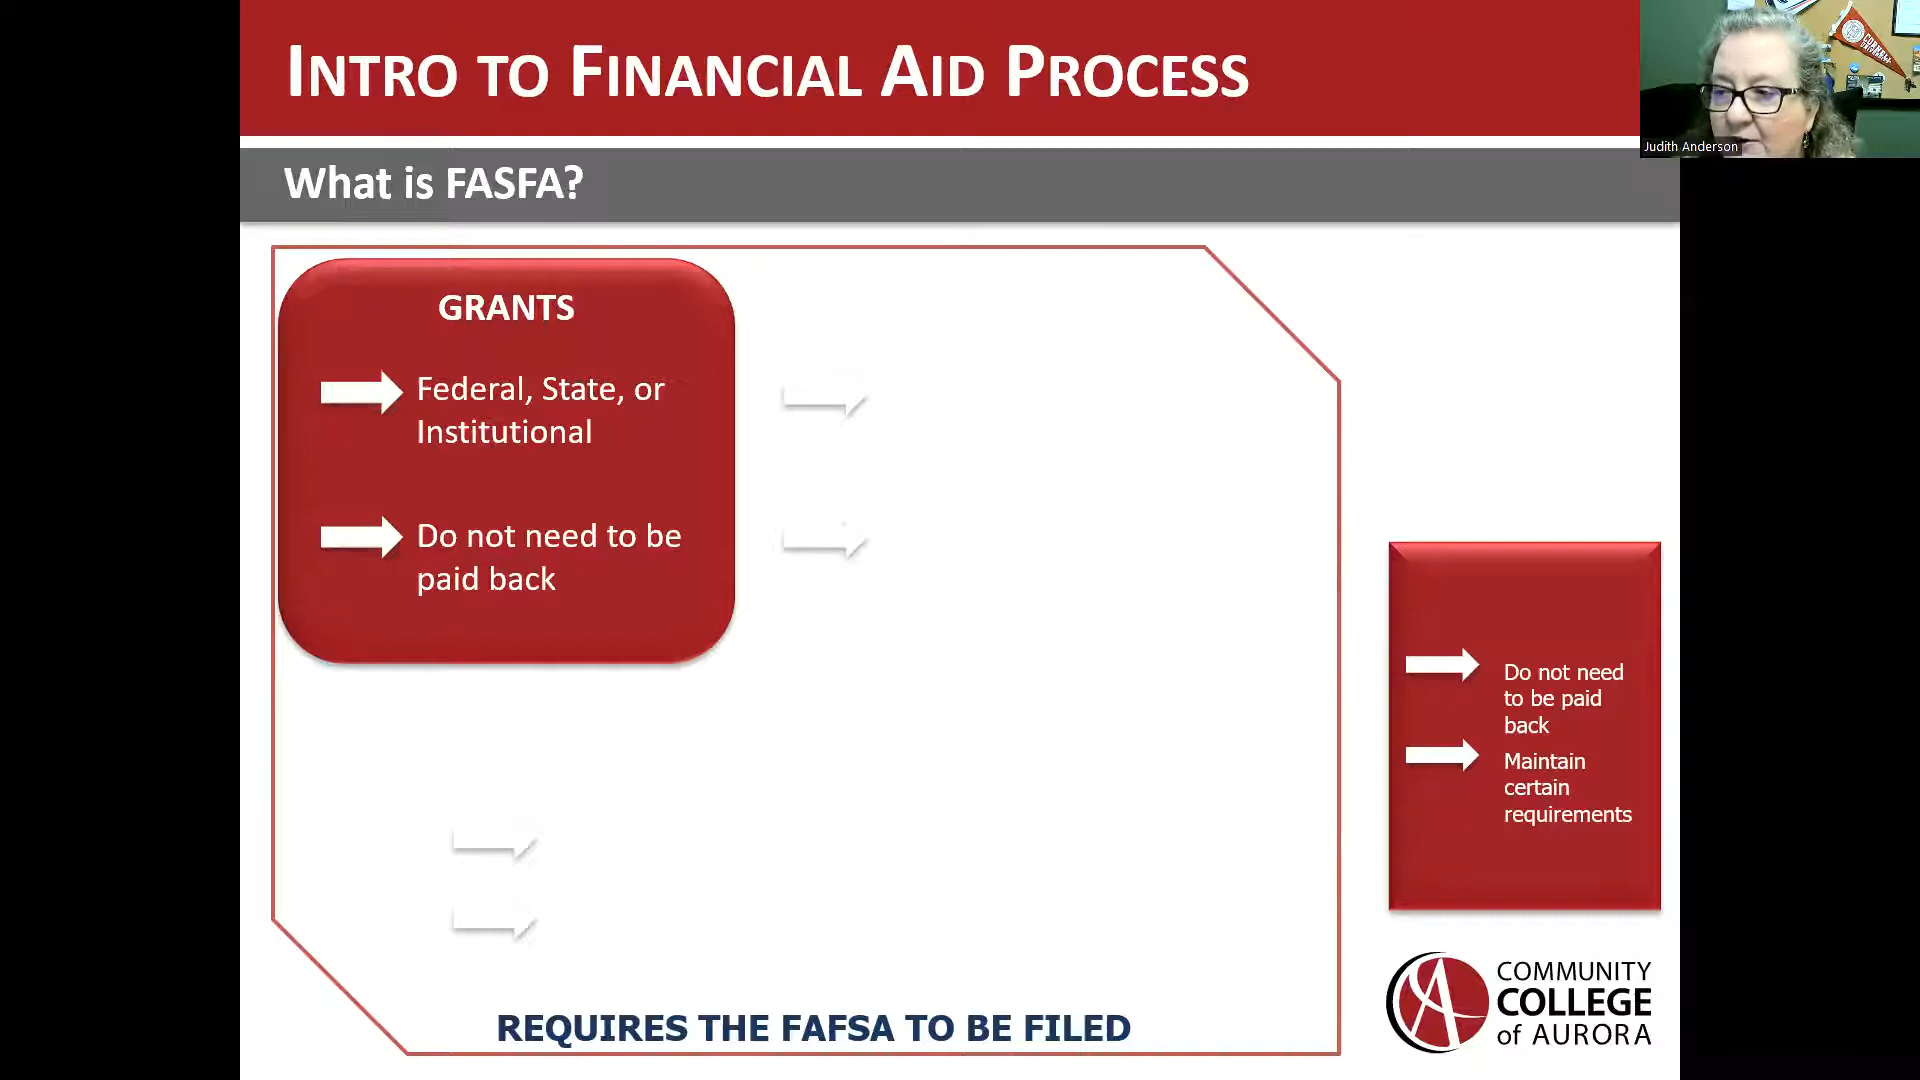 INTRO TO FINANCIAL AID PROCESS
CORNELL
UNIVERSITY
Judith Anderson
What is FASFA?
GRANTS
Federal, State, or
Institutional
Do not need to be
paid back
Do not need
to be paid
back
Maintain
certain
requirements
REQUIRES THE FAFSA TO BE FILED
COMMUNITY
COLLEGE
of AURORA